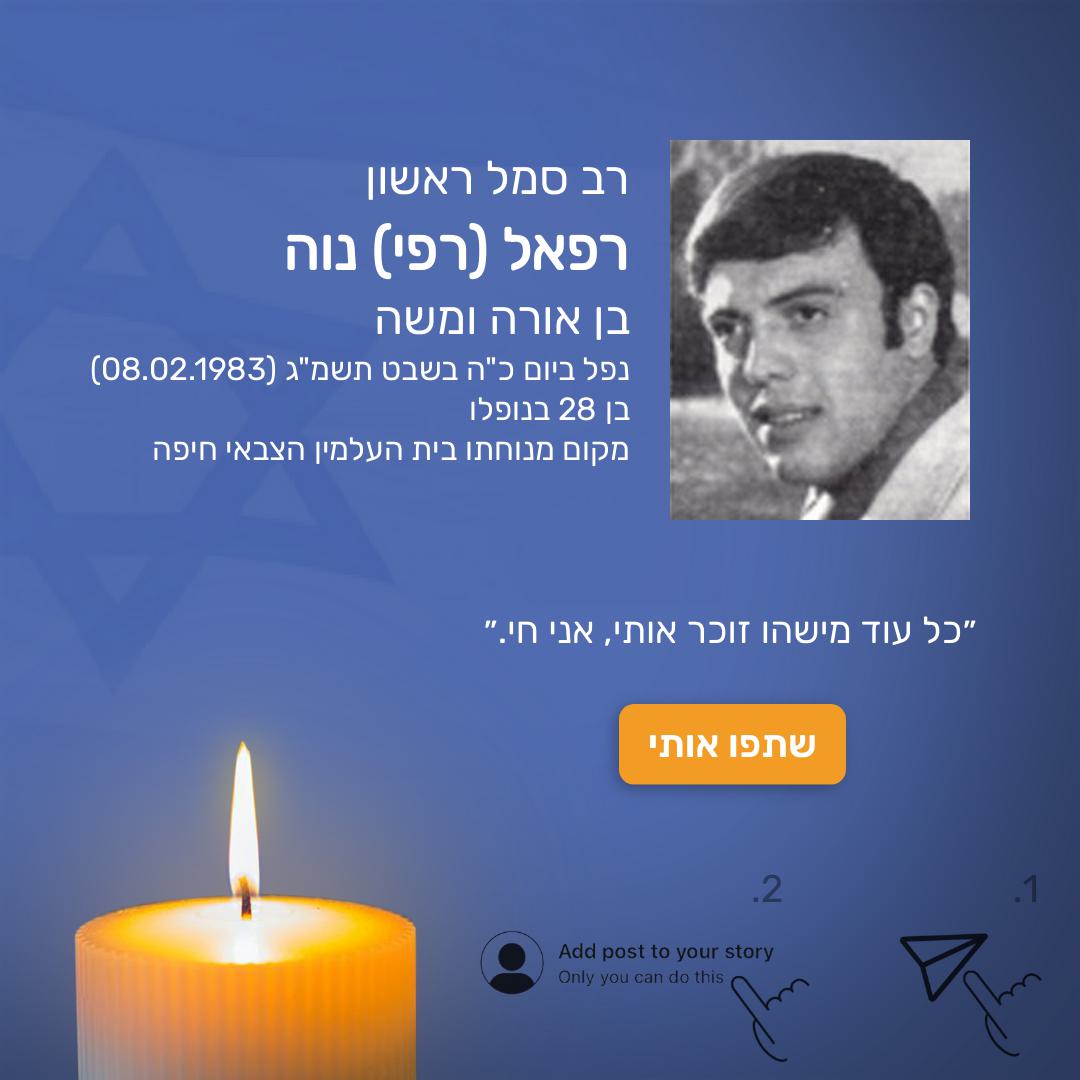 רב סמל ראשון
רפאל (רפי) נוה
בן אורה ומשה
נפל ביום כ"ה בשבט תשמ"ג (08.02.1983)
בן 28 בנופלו
מקום מנוחתו בית העלמין הצבאי חיפה
״כל עוד מישהו זוכר אותי, אני חי.״
שתפו אותי
.1
.2
Add post to your story
Only you can do this